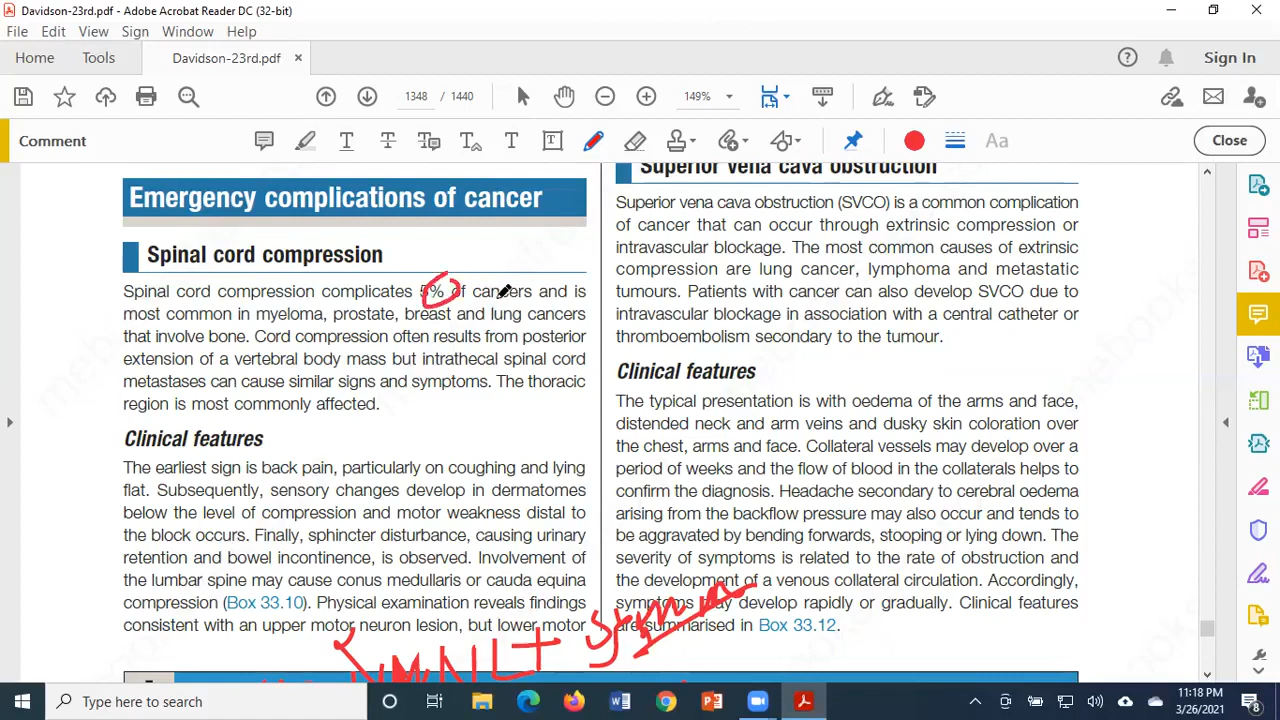 Davidson-23rd.pdf - Adobe Acrobat Reader DC (32-bit)
File Edit View Sign Window Help
Home Tools Davidson-23rd.pdf × Sign In
1348 / 1440 149%
Comment Close
Emergency complications of cancer
Spinal cord compression
Spinal cord compression complicates 5% of cancers and is
most common in myeloma, prostate, breast and lung cancers
that involve bone. Cord compression often results from posterior
extension of a vertebral body mass but intrathecal spinal cord
metastases can cause similar signs and symptoms. The thoracic
region is most commonly affected.
Clinical features
The earliest sign is back pain, particularly on coughing and lying
flat. Subsequently, sensory changes develop in dermatomes
below the level of compression and motor weakness distal to
the block occurs. Finally, sphincter disturbance, causing urinary
retention and bowel incontinence, is observed. Involvement of
the lumbar spine may cause conus medullaris or cauda equina
compression (Box 33.10). Physical examination reveals findings
consistent with an upper motor neuron lesion, but lower motor
Superior vena cava obstruction
Superior vena cava obstruction (SVCO) is a common complication
of cancer that can occur through extrinsic compression or
intravascular blockage. The most common causes of extrinsic
compression are lung cancer, lymphoma and metastatic
tumours. Patients with cancer can also develop SVCO due to
intravascular blockage in association with a central catheter or
thromboembolism secondary to the tumour.
Clinical features
The typical presentation is with oedema of the arms and face,
distended neck and arm veins and dusky skin coloration over
the chest, arms and face. Collateral vessels may develop over a
period of weeks and the flow of blood in the collaterals helps to
confirm the diagnosis. Headache secondary to cerebral oedema
arising from the backflow pressure may also occur and tends to
be aggravated by bending forwards, stooping or lying down. The
severity of symptoms is related to the rate of obstruction and
the development of a venous collateral circulation. Accordingly,
symptoms may develop rapidly or gradually. Clinical features
are summarised in Box 33.12.
Type here to search
11:18 PM
3/26/2021
8